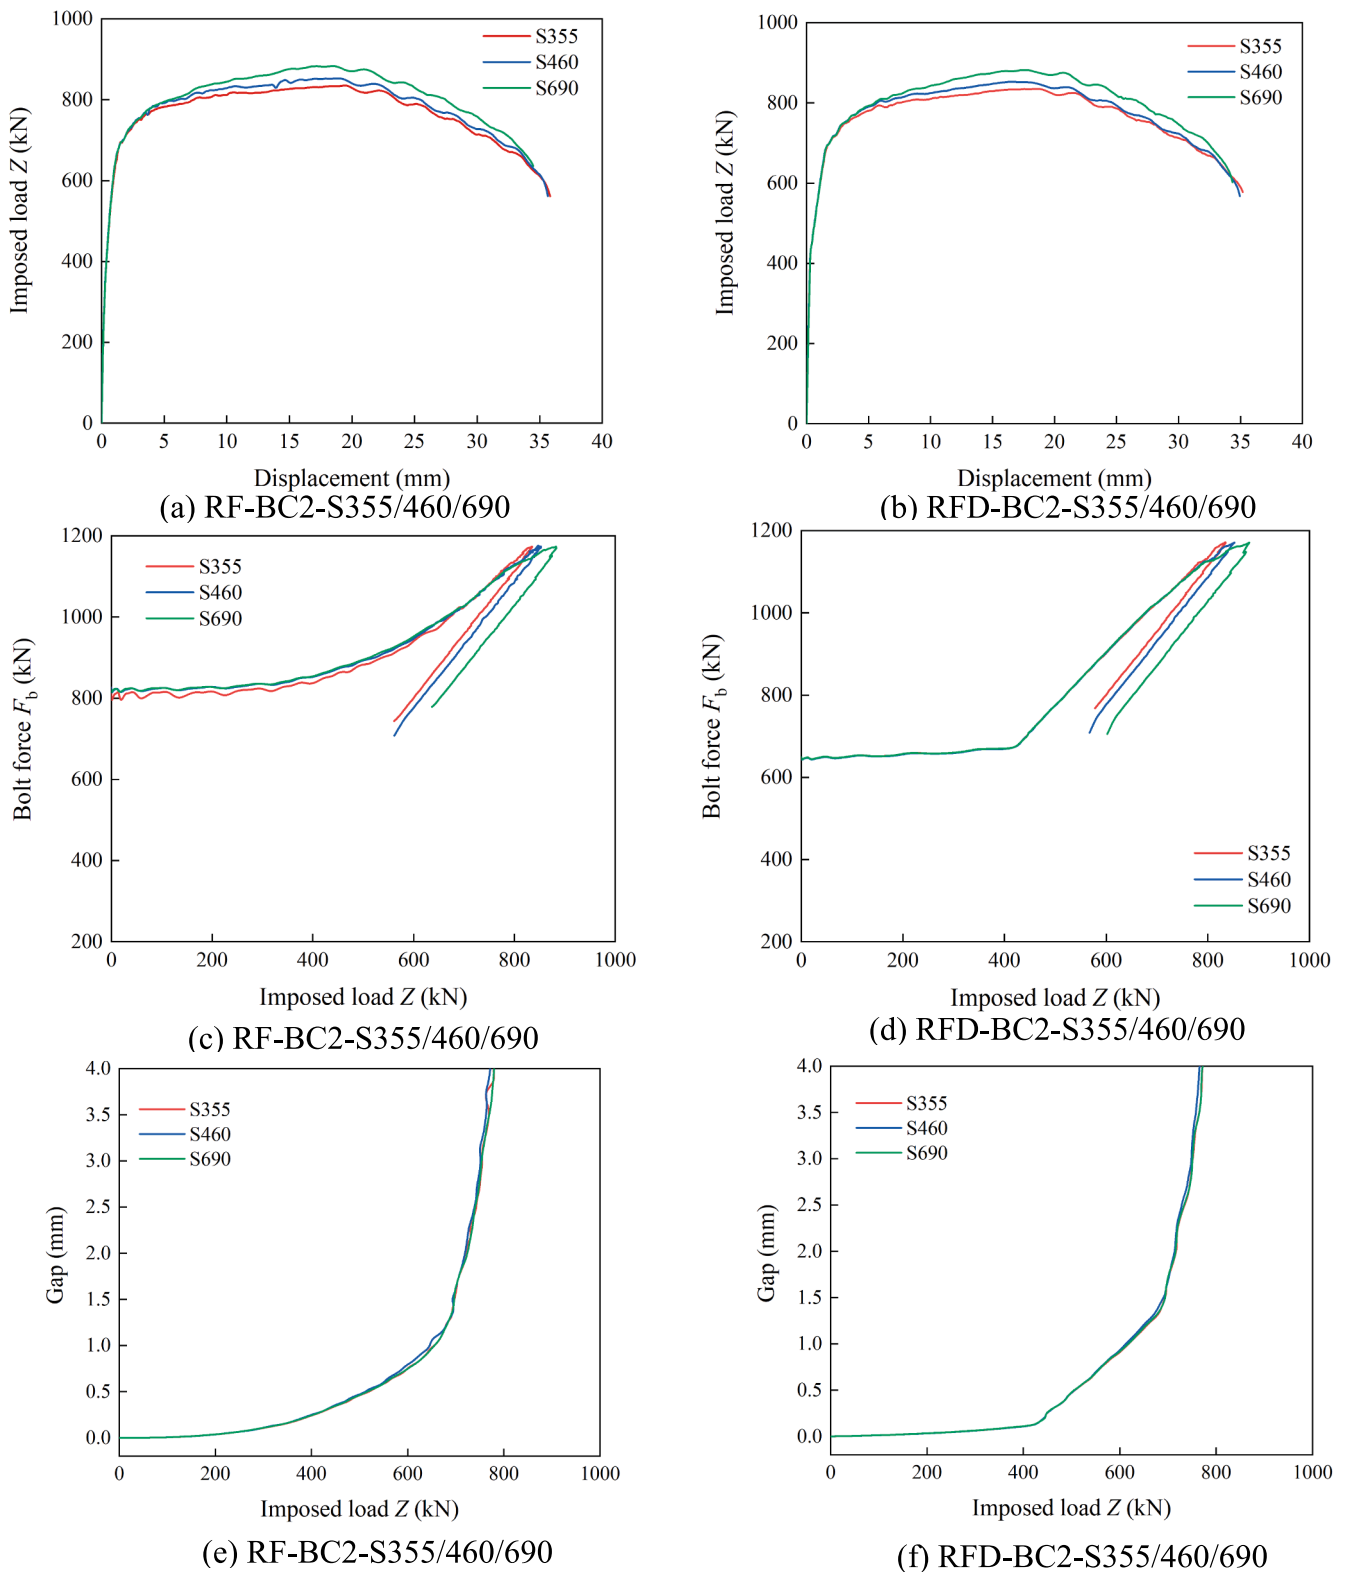 1000
800
600
400
200
0
Imposed load Z (kN)
S355
S460
S690
0 5 10 15 20 25 30 35 40
Displacement (mm)
(a) RF-BC2-S355/460/690
1000
800
600
400
200
0
Imposed load Z (kN)
S355
S460
S690
0 5 10 15 20 25 30 35 40
Displacement (mm)
(b) RFD-BC2-S355/460/690
1200
1000
800
600
400
200
Bolt force Fb (kN)
S355
S460
S690
0 200 400 600 800 1000
Imposed load Z (kN)
(c) RF-BC2-S355/460/690
1200
1000
800
600
400
200
Bolt force Fb (kN)
S355
S460
S690
0 200 400 600 800 1000
Imposed load Z (kN)
(d) RFD-BC2-S355/460/690
4.0
3.5
3.0
2.5
2.0
1.5
1.0
0.5
0.0
Gap (mm)
S355
S460
S690
0 200 400 600 800 1000
Imposed load Z (kN)
(e) RF-BC2-S355/460/690
4.0
3.5
3.0
2.5
2.0
1.5
1.0
0.5
0.0
Gap (mm)
S355
S460
S690
0 200 400 600 800 1000
Imposed load Z (kN)
(f) RFD-BC2-S355/460/690